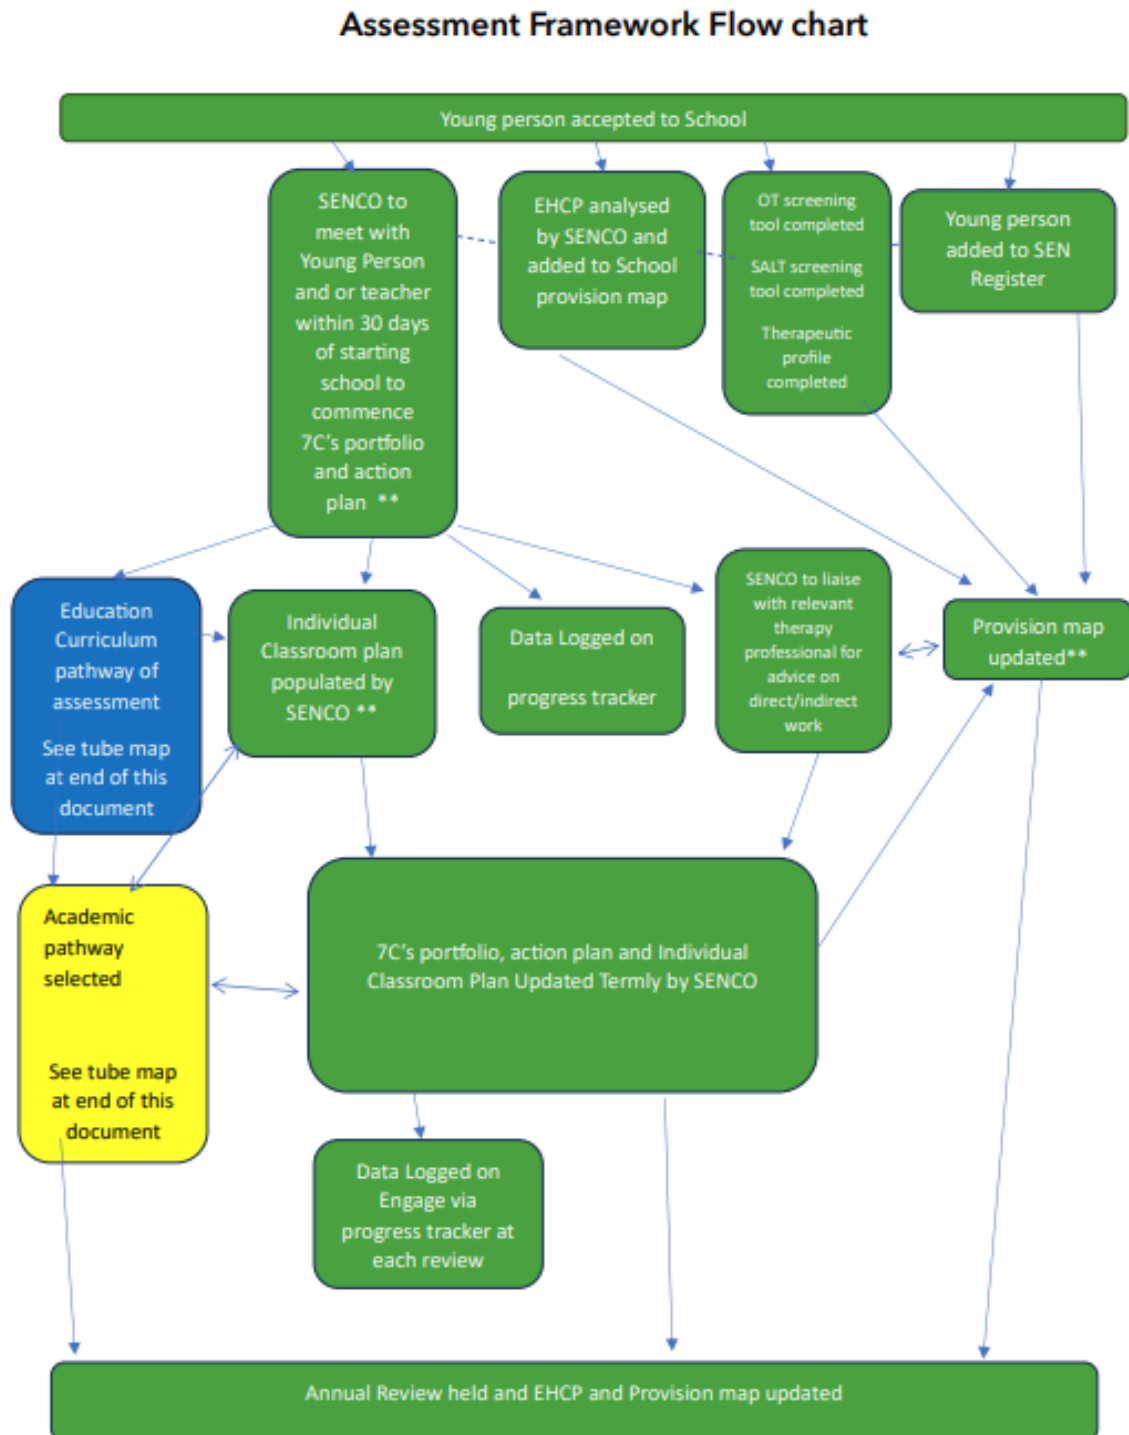 Assessment Framework Flow chart
Young person accepted to School
SENCO to
meet with
Young Person
and or teacher
within 30 days
of starting
school to
commence
7C's portfolio
and action
plan **
EHCP analysed
by SENCO and
added to School
provision map
OT screening
tool completed
SALT screening
tool completed
Therapeutic
profile
completed
Young person
added to SEN
Register
Education
Curriculum
pathway of
assessment
See tube map
at end of this
document
Individual
Classroom plan
populated by
SENCO **
Data Logged on
progress tracker
SENCO to liaise
with relevant
therapy
professional for
advice on
direct/indirect
work
Provision map
updated**
Academic
pathway
selected
See tube map
at end of this
document
7C's portfolio, action plan and Individual
Classroom Plan Updated Termly by SENCO
Data Logged on
Engage via
progress tracker at
each review
Annual Review held and EHCP and Provision map updated